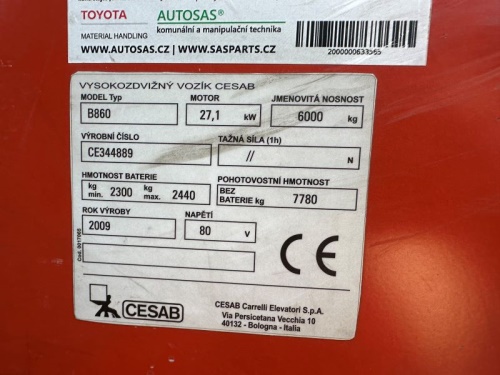 TOYOTA
MATERIAL HANDLING
AUTOSAS®
komunální a manipulační technika
WWW.AUTOSAS.CZ | WWW.SASPARTS.CZ
2000000633565
VYSOKOZDVIŽNÝ VOZÍK CESAB
MODEL Typ MOTOR JMENOVITÁ NOSNOST
B860 27,1 kW 6000 kg
VÝROBNÍ ČÍSLO TAŽNÁ SÍLA (1h)
CE344889 // N
HMOTNOST BATERIE POHOTOVOSTNÍ HMOTNOST
kg min. 2300 kg max. 2440 BEZ BATERIE kg 7780
ROK VÝROBY NAPĚTÍ
2009 80 v
CE
CESAB
CESAB Carrelli Elevatori S.p.A.
Via Persicetana Vecchia 10
40132 - Bologna - Italia